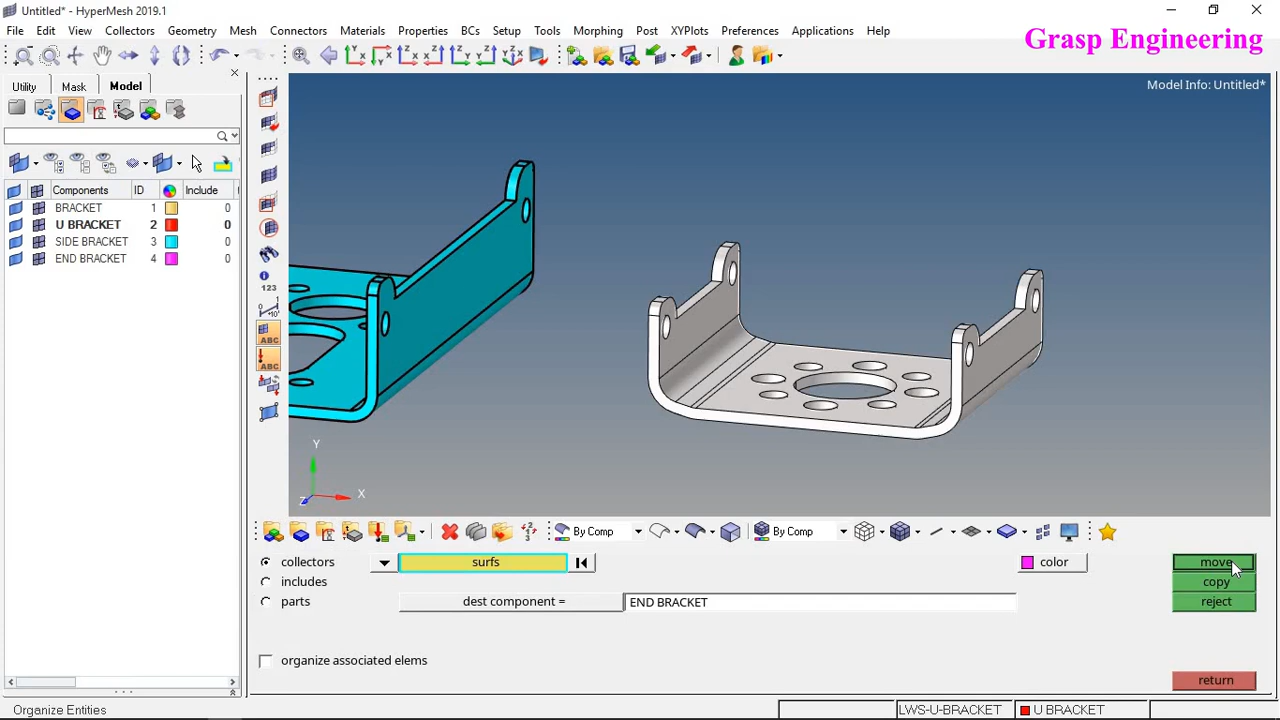 Untitled* - HyperMesh 2019.1
File Edit View Collectors Geometry Mesh Connectors Materials Properties BCs Setup Tools Morphing Post XYPlots Preferences Applications Help
Grasp Engineering
Utility Mask Model
Model Info: Untitled*
Components ID Include
BRACKET 1 0
U BRACKET 2 0
SIDE BRACKET 3 0
END BRACKET 4 0
123
ABC
ABC
Y
X
Z
By Comp By Comp
collectors surfs color move
includes copy
parts dest component = END BRACKET reject
organize associated elems
return
Organize Entities LWS-U-BRACKET U BRACKET